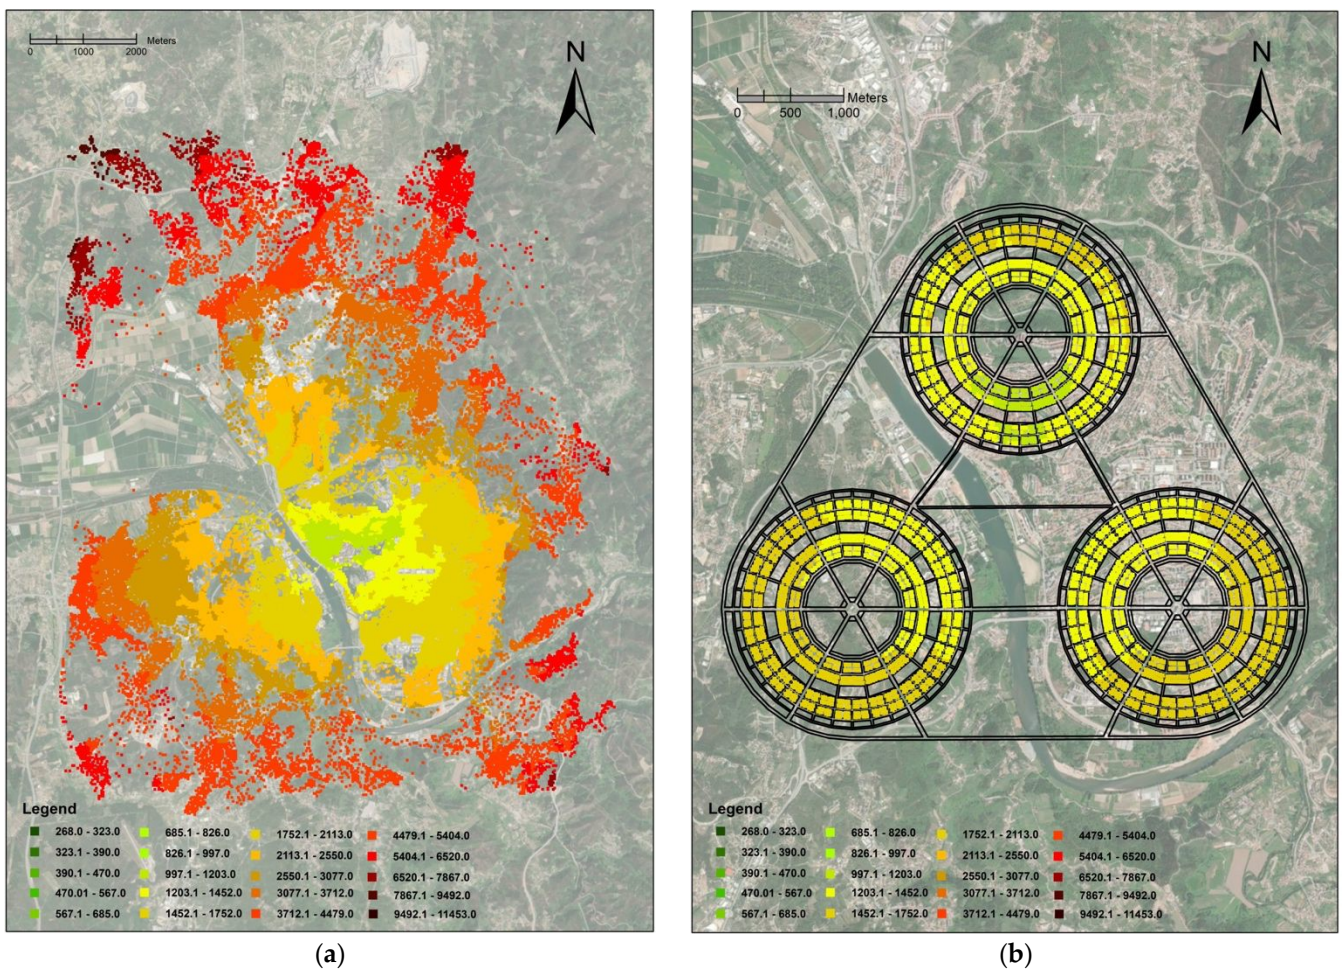 Meters
0 1000 2000
N
Legend
268.0 - 323.0 685.1 - 826.0 1752.1 - 2113.0 4479.1 - 5404.0
323.1 - 390.0 826.1 - 997.0 2113.1 - 2550.0 5404.1 - 6520.0
390.1 - 470.0 997.1 - 1203.0 2550.1 - 3077.0 6520.1 - 7867.0
470.01 - 567.0 1203.1 - 1452.0 3077.1 - 3712.0 7867.1 - 9492.0
567.1 - 685.0 1452.1 - 1752.0 3712.1 - 4479.0 9492.1 - 11453.0
(a)
Meters
0 500 1,000
N
Legend
268.0 - 323.0 685.1 - 826.0 1752.1 - 2113.0 4479.1 - 5404.0
323.1 - 390.0 826.1 - 997.0 2113.1 - 2550.0 5404.1 - 6520.0
390.1 - 470.0 997.1 - 1203.0 2550.1 - 3077.0 6520.1 - 7867.0
470.01 - 567.0 1203.1 - 1452.0 3077.1 - 3712.0 7867.1 - 9492.0
567.1 - 685.0 1452.1 - 1752.0 3712.1 - 4479.0 9492.1 - 11453.0
(b)